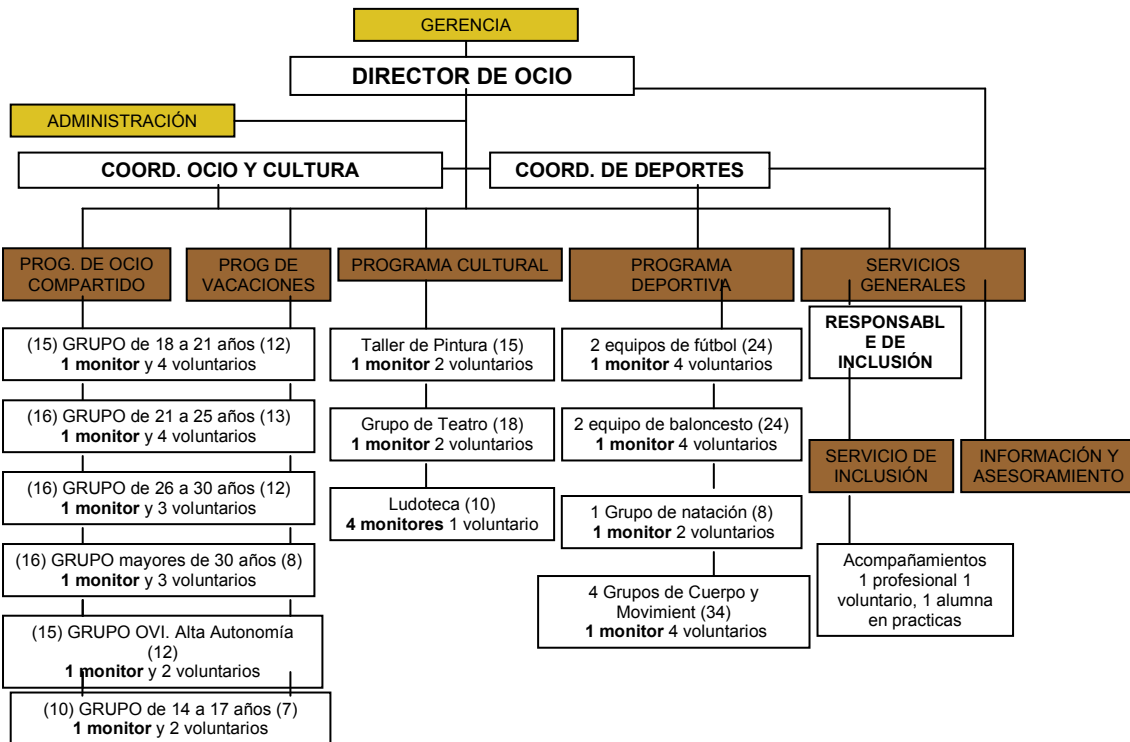 GERENCIA
DIRECTOR DE OCIO
ADMINISTRACIÓN
COORD. OCIO Y CULTURA
COORD. DE DEPORTES
PROG. DE OCIO
COMPARTIDO
PROG DE
VACACIONES
PROGRAMA CULTURAL
PROGRAMA
DEPORTIVA
SERVICIOS
GENERALES
(15) GRUPO de 18 a 21 años (12)
1 monitor y 4 voluntarios
(16) GRUPO de 21 a 25 años (13)
1 monitor y 4 voluntarios
(16) GRUPO de 26 a 30 años (12)
1 monitor y 3 voluntarios
(16) GRUPO mayores de 30 años (8)
1 monitor y 3 voluntarios
(15) GRUPO OVI. Alta Autonomía
(12)
1 monitor y 2 voluntarios
(10) GRUPO de 14 a 17 años (7)
1 monitor y 2 voluntarios
Taller de Pintura (15)
1 monitor 2 voluntarios
Grupo de Teatro (18)
1 monitor 2 voluntarios
Ludoteca (10)
4 monitores 1 voluntario
2 equipos de fútbol (24)
1 monitor 4 voluntarios
2 equipo de baloncesto (24)
1 monitor 4 voluntarios
1 Grupo de natación (8)
1 monitor 2 voluntarios
4 Grupos de Cuerpo y
Movimient (34)
1 monitor 4 voluntarios
RESPONSABL
E DE
INCLUSIÓN
SERVICIO DE
INCLUSIÓN
INFORMACIÓN Y
ASESORAMIENTO
Acompañamientos
1 profesional 1
voluntario, 1 alumna
en practicas